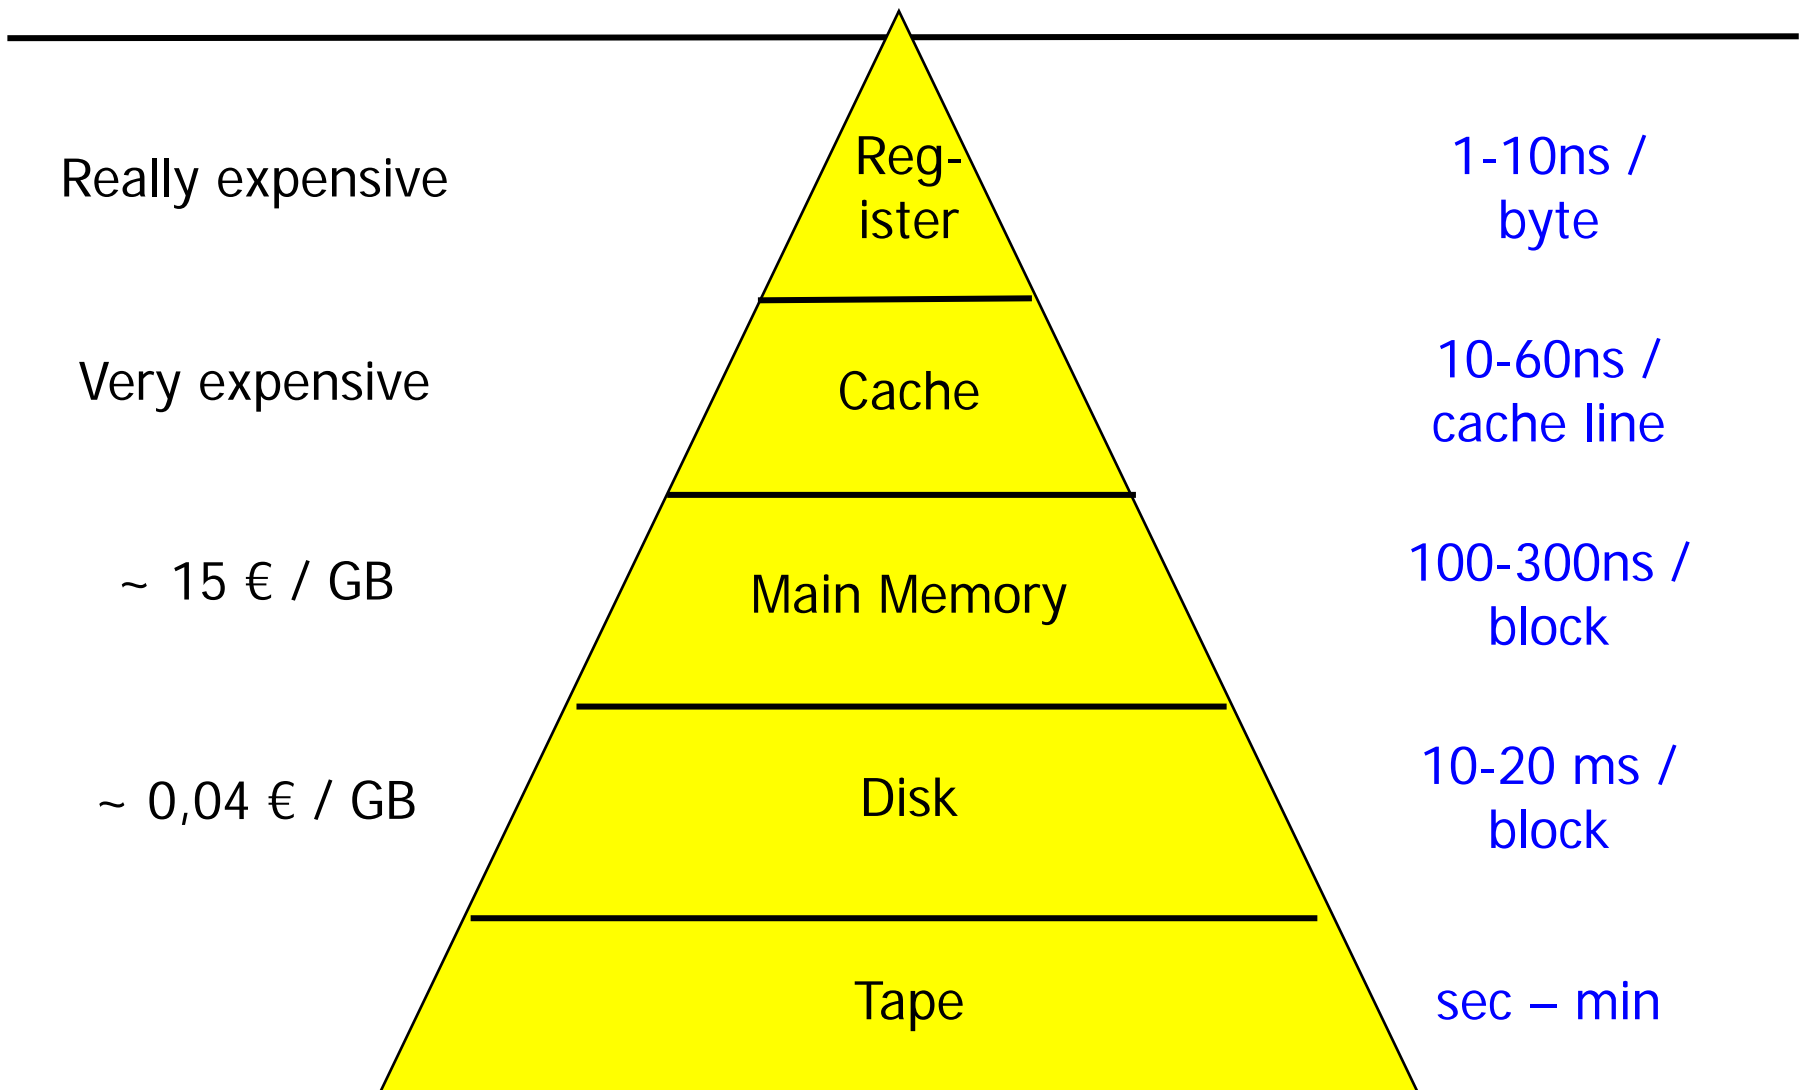 Really expensive
Reg-
ister
1-10ns /
byte
Very expensive
Cache
10-60ns /
cache line
~ 15 € / GB
Main Memory
100-300ns /
block
~ 0,04 € / GB
Disk
10-20 ms /
block
Tape
sec – min